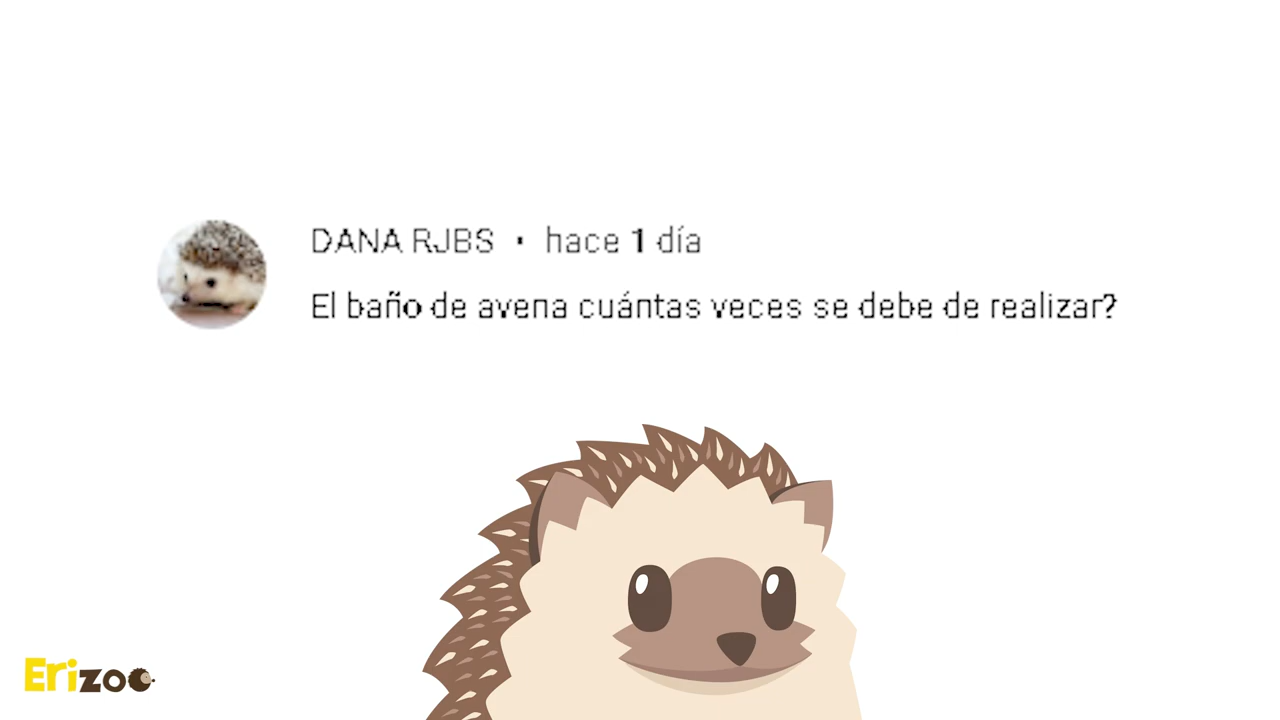 DANA RJBS · hace 1 día
El baño de avena cuántas veces se debe de realizar?
Erizoo